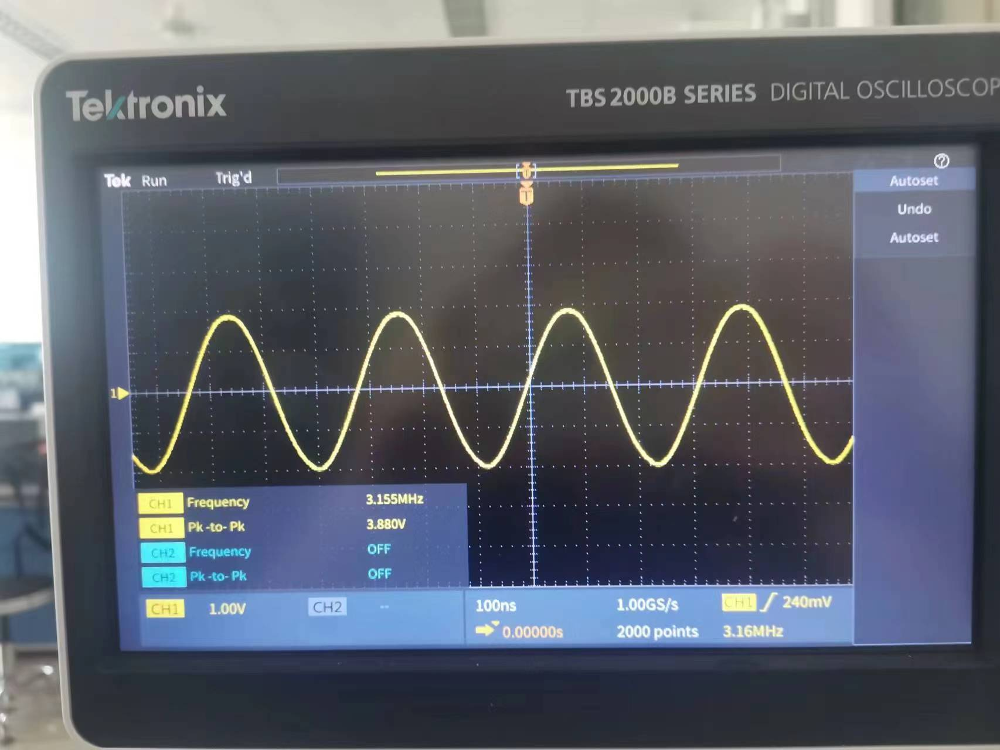 Tektronix
TBS 2000B SERIES DIGITAL OSCILLOSCOP
Tek Run Trig'd
T
Autoset
Undo
Autoset
1
CH1 Frequency 3.155MHz
CH1 Pk -to- Pk 3.880V
CH2 Frequency OFF
CH2 Pk -to- Pk OFF
CH1 1.00V CH2 --
100ns 1.00GS/s CH1 240mV
0.00000s 2000 points 3.16MHz